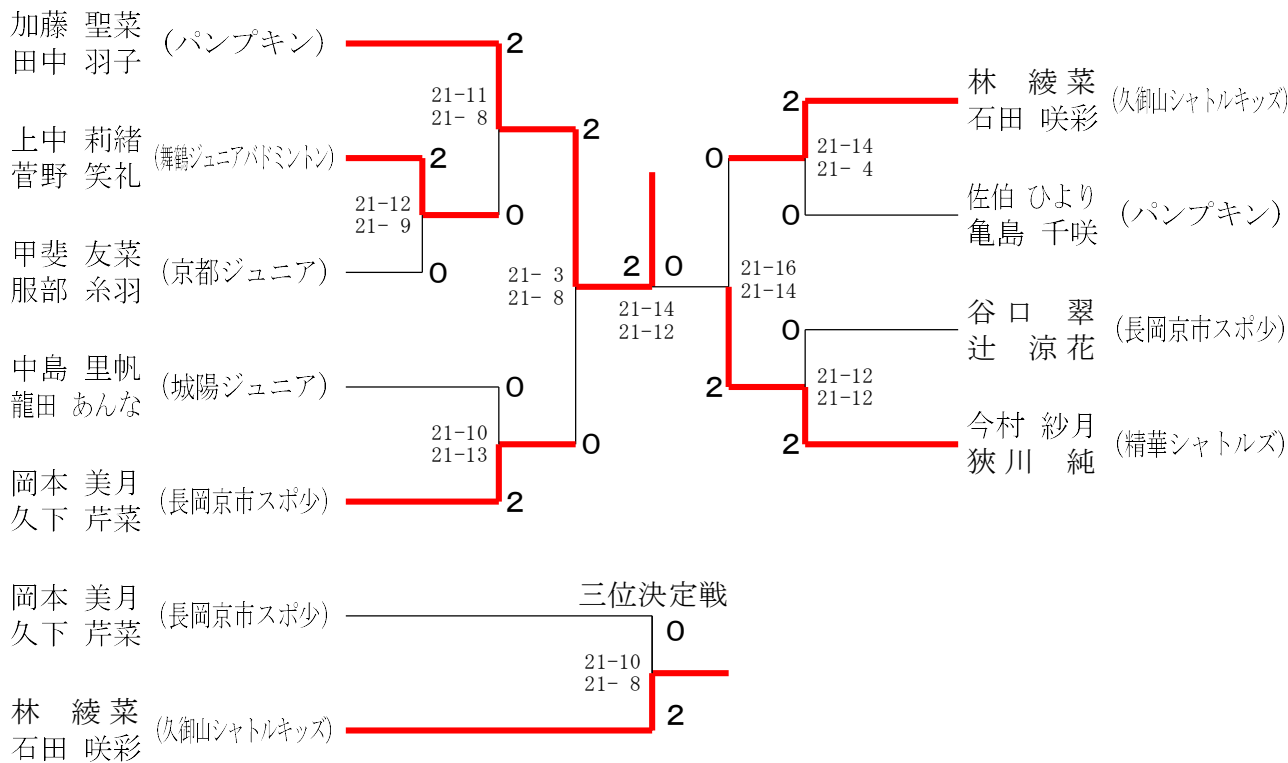 加藤 聖菜
田中 羽子
(パンプキン)
2
21-11
21- 8
2
上中 莉緒
菅野 笑礼
(舞鶴ジュニアバドミントン)
2
21-12
21- 9
0
甲斐 友菜
服部 糸羽
(京都ジュニア)
0
21- 3
21- 8
2
0
21-14
21-12
中島 里帆
龍田 あんな
(城陽ジュニア)
0
21-10
21-13
0
岡本 美月
久下 芹菜
(長岡京市スポ少)
2
林 綾菜
石田 咲彩
(久御山シャトルキッズ)
2
0
21-14
21- 4
佐伯 ひより
亀島 千咲
(パンプキン)
0
21-16
21-14
谷口 翠
辻 涼花
(長岡京市スポ少)
0
2
21-12
21-12
今村 紗月
狹川 純
(精華シャトルズ)
2
三位決定戦
岡本 美月
久下 芹菜
(長岡京市スポ少)
0
21-10
21- 8
林 綾菜
石田 咲彩
(久御山シャトルキッズ)
2